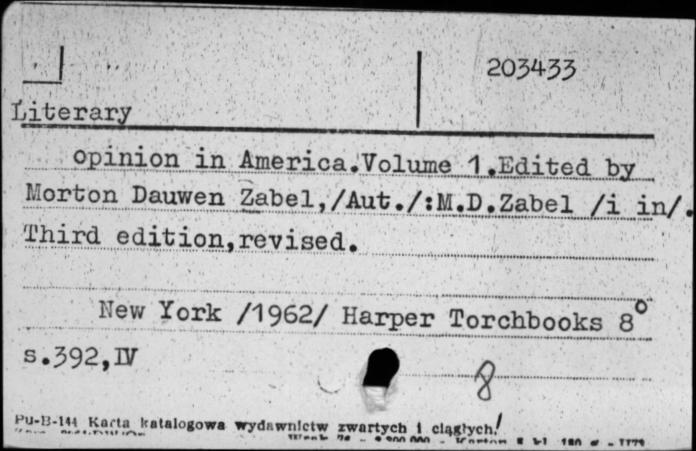 203433
Literary
opinion in America.Volume 1.Edited by
Morton Dauwen Zabel,/Aut./:M.D.Zabel /i in/.
Third edition,revised.
New York /1962/ Harper Torchbooks 8°
s.392,IV
8
Pu-B-144 Karta katalogowa wydawnictw zwartych i ciągłych!